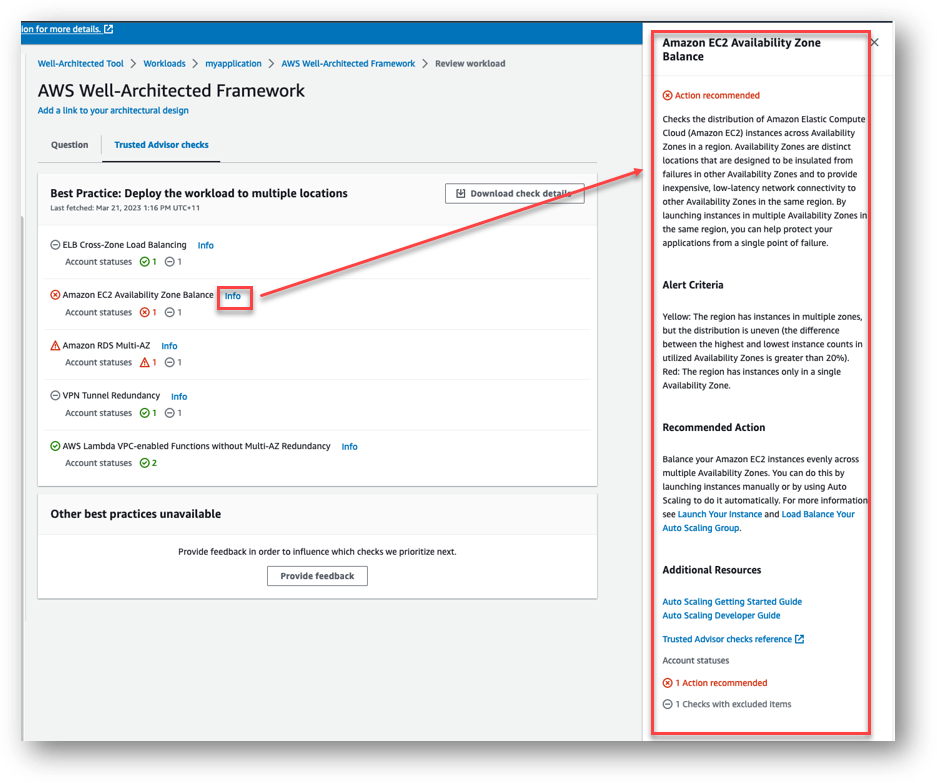 ion for more details.
Well-Architected Tool > Workloads > myapplication > AWS Well-Architected Framework > Review workload
AWS Well-Architected Framework
Add a link to your architectural design
Question
Trusted Advisor checks
Best Practice: Deploy the workload to multiple locations
Last fetched: Mar 21, 2023 1:16 PM UTC+11
Download check details
ELB Cross-Zone Load Balancing Info
Account statuses 1 1
Amazon EC2 Availability Zone Balance Info
Account statuses 1 1
Amazon RDS Multi-AZ Info
Account statuses 1 1
VPN Tunnel Redundancy Info
Account statuses 1 1
AWS Lambda VPC-enabled Functions without Multi-AZ Redundancy Info
Account statuses 2
Other best practices unavailable
Provide feedback in order to influence which checks we prioritize next.
Provide feedback
Amazon EC2 Availability Zone
Balance
Action recommended
Checks the distribution of Amazon Elastic Compute
Cloud (Amazon EC2) instances across Availability
Zones in a region. Availability Zones are distinct
locations that are designed to be insulated from
failures in other Availability Zones and to provide
inexpensive, low-latency network connectivity to
other Availability Zones in the same region. By
launching instances in multiple Availability Zones in
the same region, you can help protect your
applications from a single point of failure.
Alert Criteria
Yellow: The region has instances in multiple zones,
but the distribution is uneven (the difference
between the highest and lowest instance counts in
utilized Availability Zones is greater than 20%).
Red: The region has instances only in a single
Availability Zone.
Recommended Action
Balance your Amazon EC2 instances evenly across
multiple Availability Zones. You can do this by
launching instances manually or by using Auto
Scaling to do it automatically. For more information
see Launch Your Instance and Load Balance Your
Auto Scaling Group.
Additional Resources
Auto Scaling Getting Started Guide
Auto Scaling Developer Guide
Trusted Advisor checks reference
Account statuses
1 Action recommended
1 Checks with excluded items